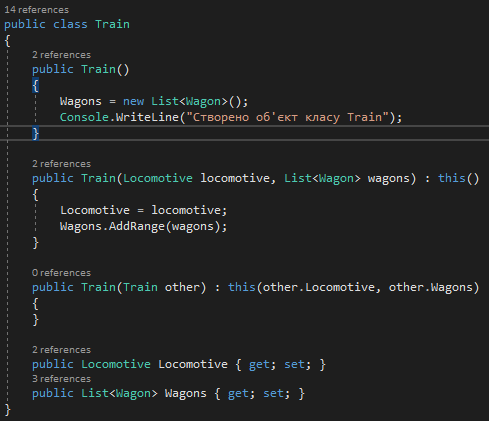 14 references
public class Train
{
2 references
public Train()
{
Wagons = new List<Wagon>();
Console.WriteLine("Створено об'єкт класу Train");
}
2 references
public Train(Locomotive locomotive, List<Wagon> wagons) : this()
{
Locomotive = locomotive;
Wagons.AddRange(wagons);
}
0 references
public Train(Train other) : this(other.Locomotive, other.Wagons)
{
}
2 references
public Locomotive Locomotive { get; set; }
3 references
public List<Wagon> Wagons { get; set; }
}